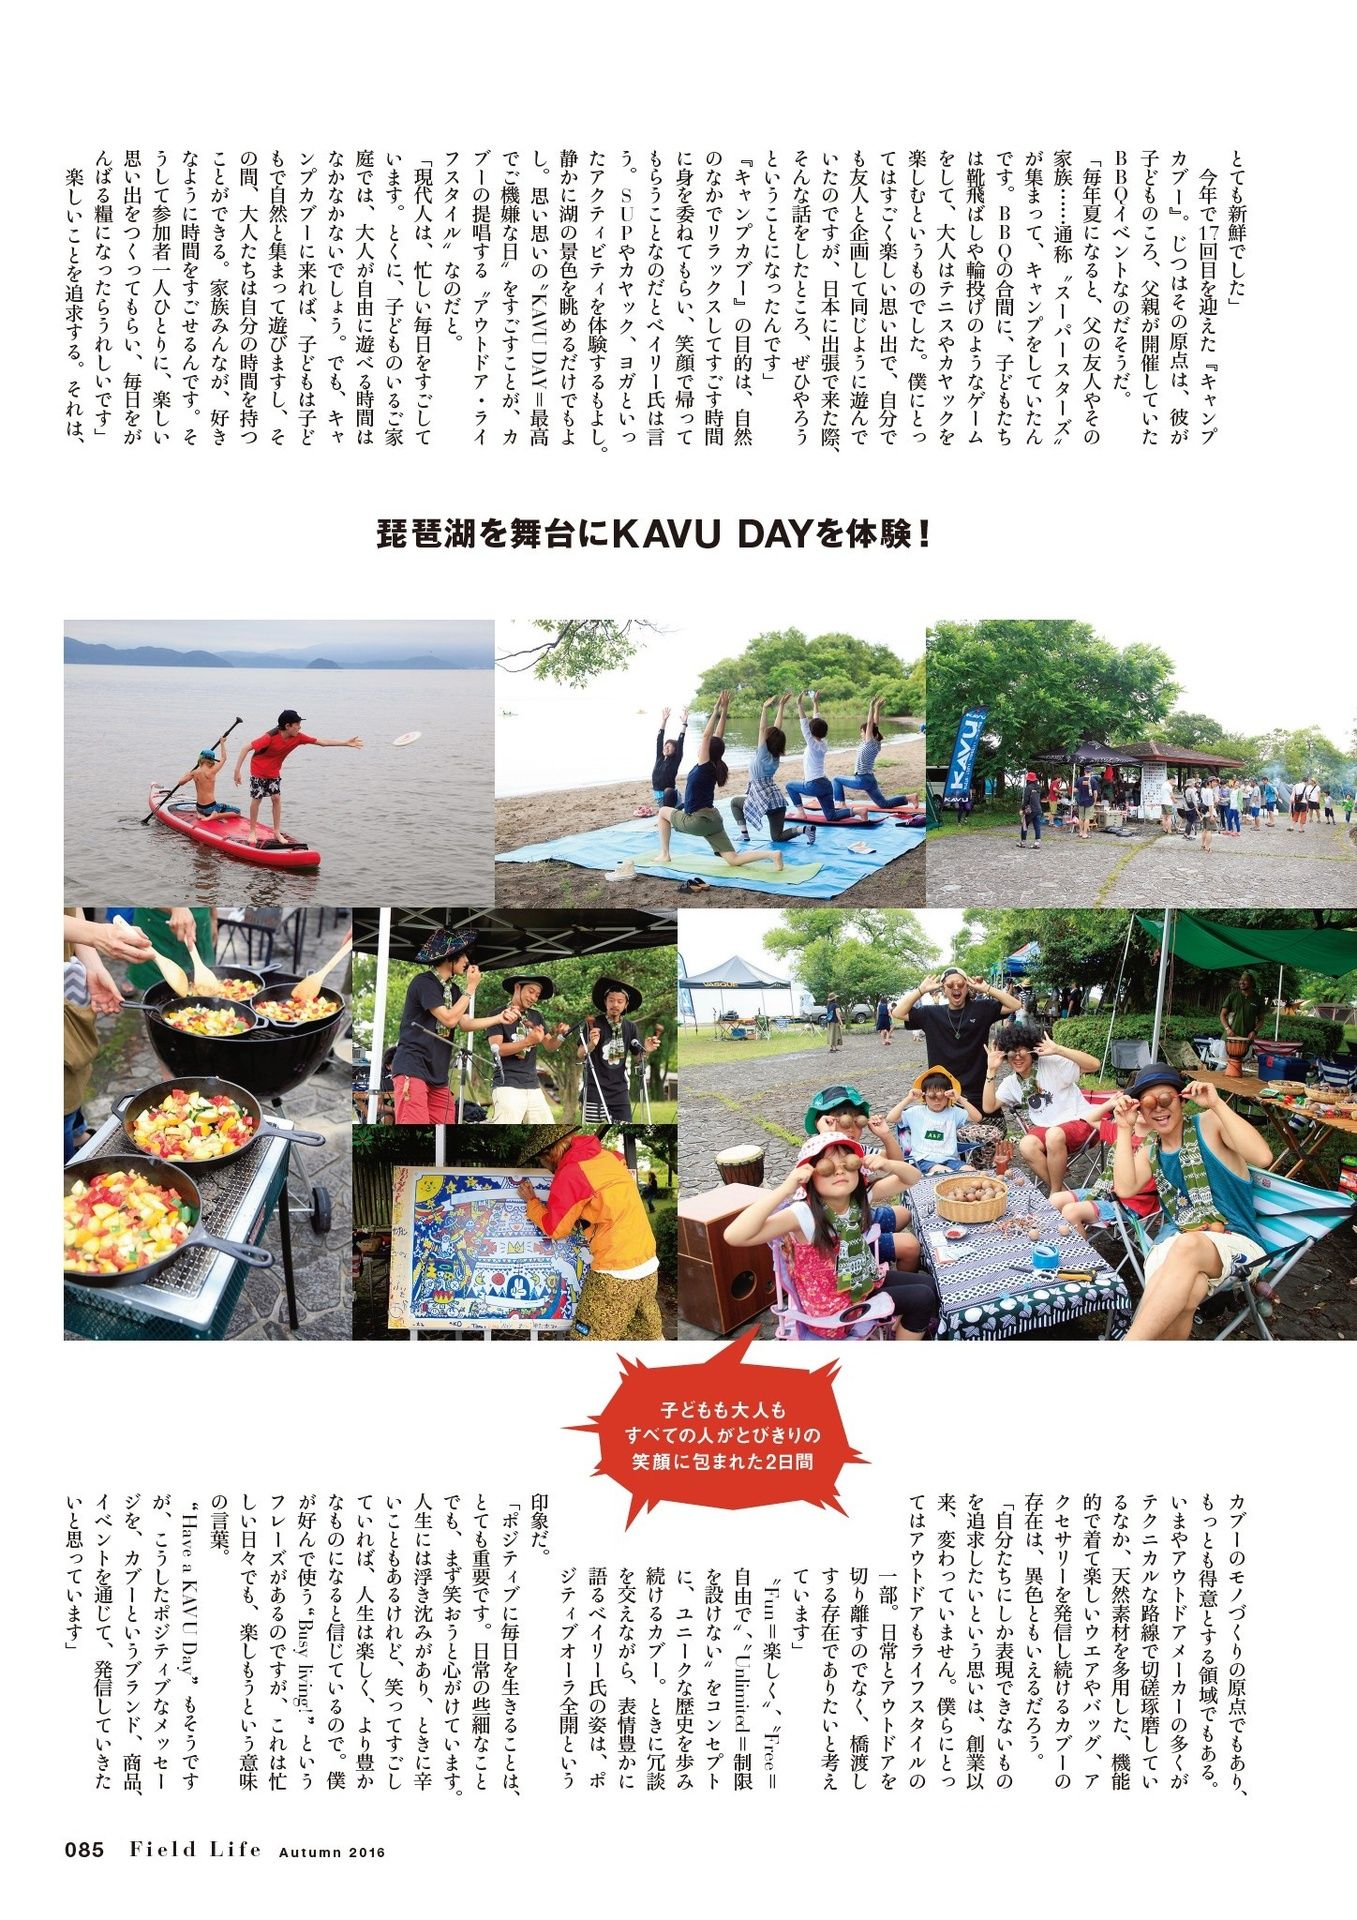 とても新鮮でした」
今年で17回目を迎えた『キャンプ
カブー』。じつはその原点は、彼が
子どものころ、父親が開催していた
BBQイベントなのだそうだ。
「毎年夏になると、父の友人やその
家族……通称〝スーパースターズ〟
が集まって、キャンプをしていたん
です。BBQの合間に、子どもたち
は靴飛ばしや輪投げのようなゲーム
をして、大人はテニスやカヤックを
楽しむというものでした。僕にとっ
てはすごく楽しい思い出で、自分で
も友人と企画して同じように遊んで
いたのですが、日本に出張で来た際、
そんな話をしたところ、ぜひやろう
ということになったんです」
『キャンプカブー』の目的は、自然
のなかでリラックスしてすごす時間
に身を委ねてもらい、笑顔で帰って
もらうことなのだとベイリー氏は言
う。SUPやカヤック、ヨガといっ
たアクティビティを体験するもよし。
静かに湖の景色を眺めるだけでもよ
し。思い思いの〝KAVU DAY＝最高
でご機嫌な日〟をすごすことが、カ
ブーの提唱する〝アウトドア・ライ
フスタイル〟なのだと。
「現代人は、忙しい毎日をすごして
います。とくに、子どものいるご家
庭では、大人が自由に遊べる時間は
なかなかないでしょう。でも、キャ
ンプカブーに来れば、子どもは子ど
もで自然と集まって遊びますし、そ
の間、大人たちは自分の時間を持つ
ことができる。家族みんなが、好き
なように時間をすごせるんです。そ
うして参加者一人ひとりに、楽しい
思い出をつくってもらい、毎日をが
んばる糧になったらうれしいです」
楽しいことを追求する。それは、
琵琶湖を舞台にKAVU DAYを体験！
KAVU
KAVU
VASQUE
A&F
子どもも大人も
すべての人がとびきりの
笑顔に包まれた2日間
カブーのモノづくりの原点でもあり、
もっとも得意とする領域でもある。
いまやアウトドアメーカーの多くが
テクニカルな路線で切磋琢磨してい
るなか、天然素材を多用した、機能
的で着て楽しいウエアやバッグ、ア
クセサリーを発信し続けるカブーの
存在は、異色ともいえるだろう。
「自分たちにしか表現できないもの
を追求したいという思いは、創業以
来、変わっていません。僕らにとっ
てはアウトドアもライフスタイルの
一部。日常とアウトドアを
切り離すのでなく、橋渡し
する存在でありたいと考え
ています」
〝Fun＝楽しく〟、〝Free＝
自由で〟、〝Unlimited＝制限
を設けない〟をコンセプト
に、ユニークな歴史を歩み
続けるカブー。ときに冗談
を交えながら、表情豊かに
語るベイリー氏の姿は、ポ
ジティブオーラ全開という
印象だ。
「ポジティブに毎日を生きることは、
とても重要です。日常の些細なこと
でも、まず笑おうと心がけています。
人生には浮き沈みがあり、ときに辛
いこともあるけれど、笑ってすごし
ていれば、人生は楽しく、より豊か
なものになると信じているので。僕
が好んで使う“Busy living!”という
フレーズがあるのですが、これは忙
しい日々でも、楽しもうという意味
の言葉。
“Have a KAVU Day”もそうです
が、こうしたポジティブなメッセー
ジを、カブーというブランド、商品、
イベントを通じて、発信していきた
いと思っています」
085 Field Life Autumn 2016